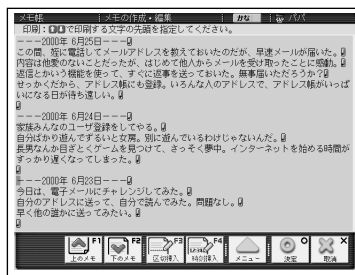 メモ帳 メモの作成・編集 かな パパ
印刷：で印刷する文字の先頭を指定してください。
---2000年 6月25日---
この間、姪に電話してメールアドレスを教えておいたのだが、早速メールが届いた。
内容は他愛のないことだったが、はじめて他人からメールを受け取ったことに感動。
返信とかいう機能を使って、すぐに返事を送っておいた。無事届いただろうか？
せっかくだから、アドレス帳にも登録。いろんな人のアドレスで、アドレス帳がいっぱ
いになる日が待ち遠しい。
---2000年 6月24日---
家族みんなのユーザ登録をしてやる。
自分ばかり遊んでずるいと女房。別に遊んでいるわけじゃないんだ。
長男なんか目ざとくゲームを見つけて、さっそく夢中。インターネットを始める時間が
すっかり遅くなってしまった。
---2000年 6月23日---
今日は、電子メールにチャレンジしてみた。
自分のアドレスに送って、自分で読んでみた。問題なし。
早く他の誰かに送ってみたい。
F1 F2 F3 F4
上のメモ 下のメモ 区切挿入 時刻挿入 メニュー 決定 取消